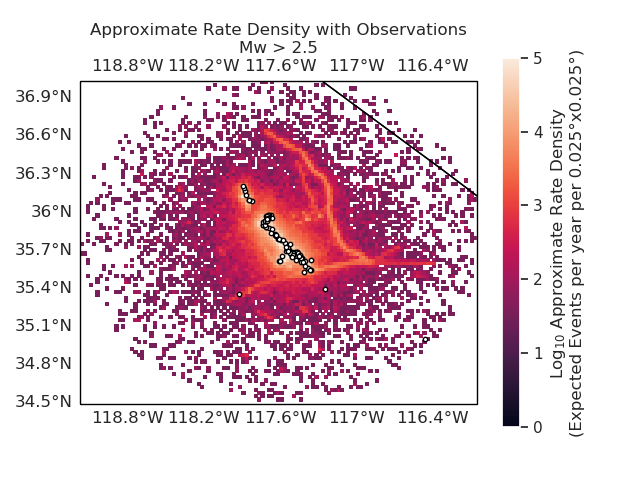 Approximate Rate Density with Observations
Mw > 2.5
118.8°W 118.2°W 117.6°W 117°W 116.4°W
36.9°N
36.6°N
36.3°N
36°N
35.7°N
35.4°N
35.1°N
34.8°N
34.5°N
118.8°W 118.2°W 117.6°W 117°W 116.4°W
5
4
3
2
1
0
Log₁₀ Approximate Rate Density
(Expected Events per year per 0.025°x0.025°)